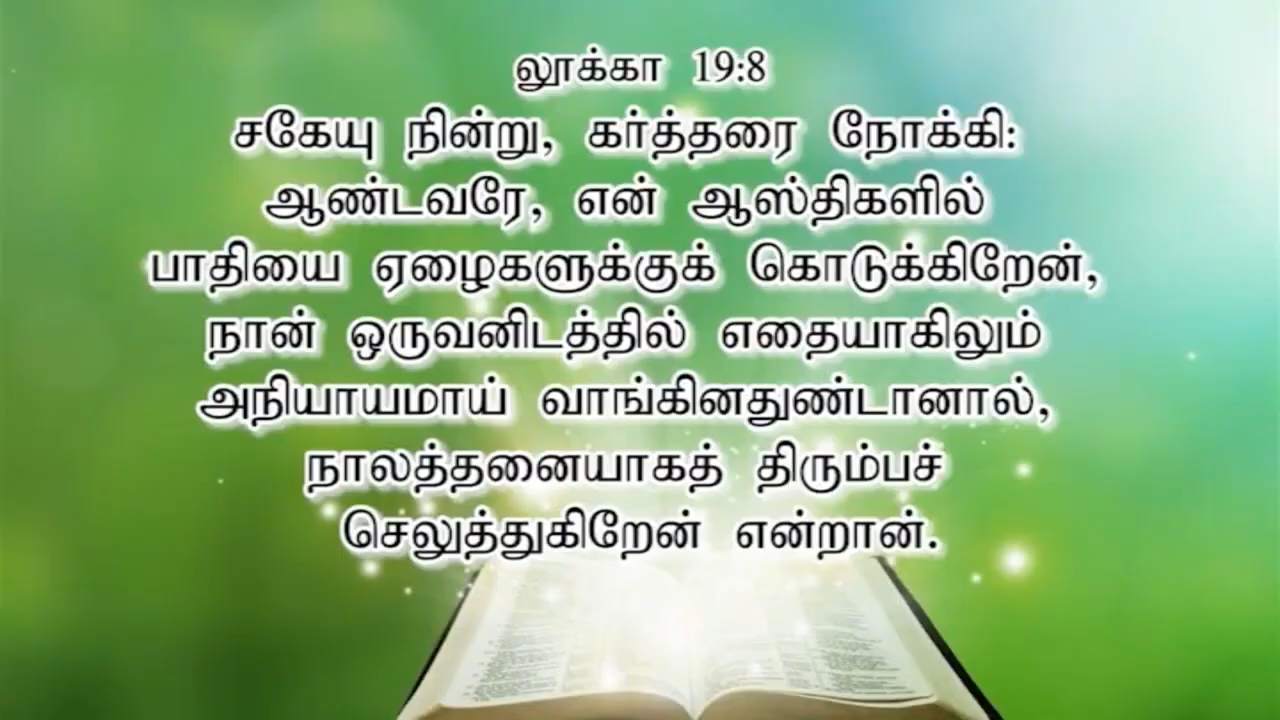 லூக்கா 19:8
சகேயு நின்று, கர்த்தரை நோக்கி:
ஆண்டவரே, என் ஆஸ்திகளில்
பாதியை ஏழைகளுக்குக் கொடுக்கிறேன்,
நான் ஒருவனிடத்தில் எதையாகிலும்
அநியாயமாய் வாங்கினதுண்டானால்,
நாலத்தனையாகத் திரும்பச்
செலுத்துகிறேன் என்றான்.